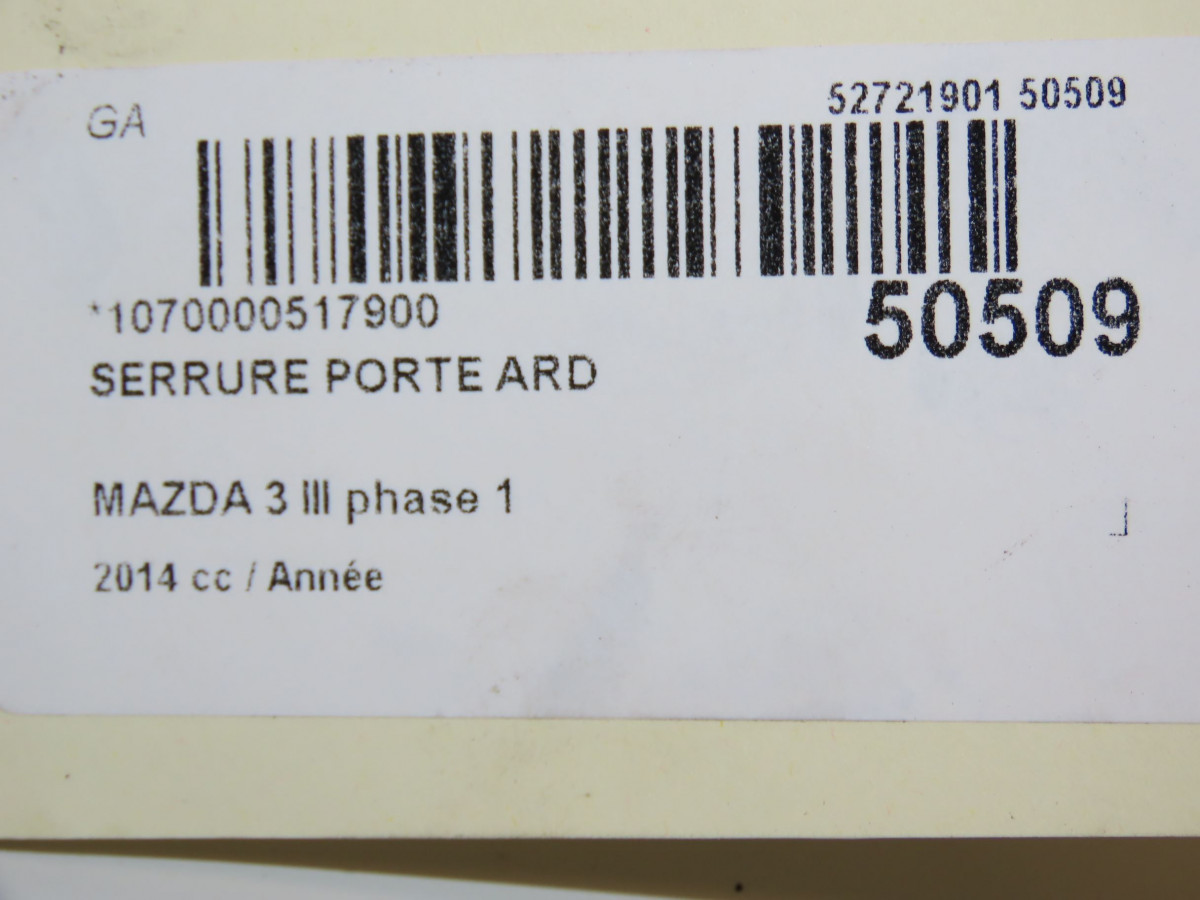 GA
52721901 50509
*1070000517900
50509
SERRURE PORTE ARD
MAZDA 3 III phase 1
2014 cc / Année